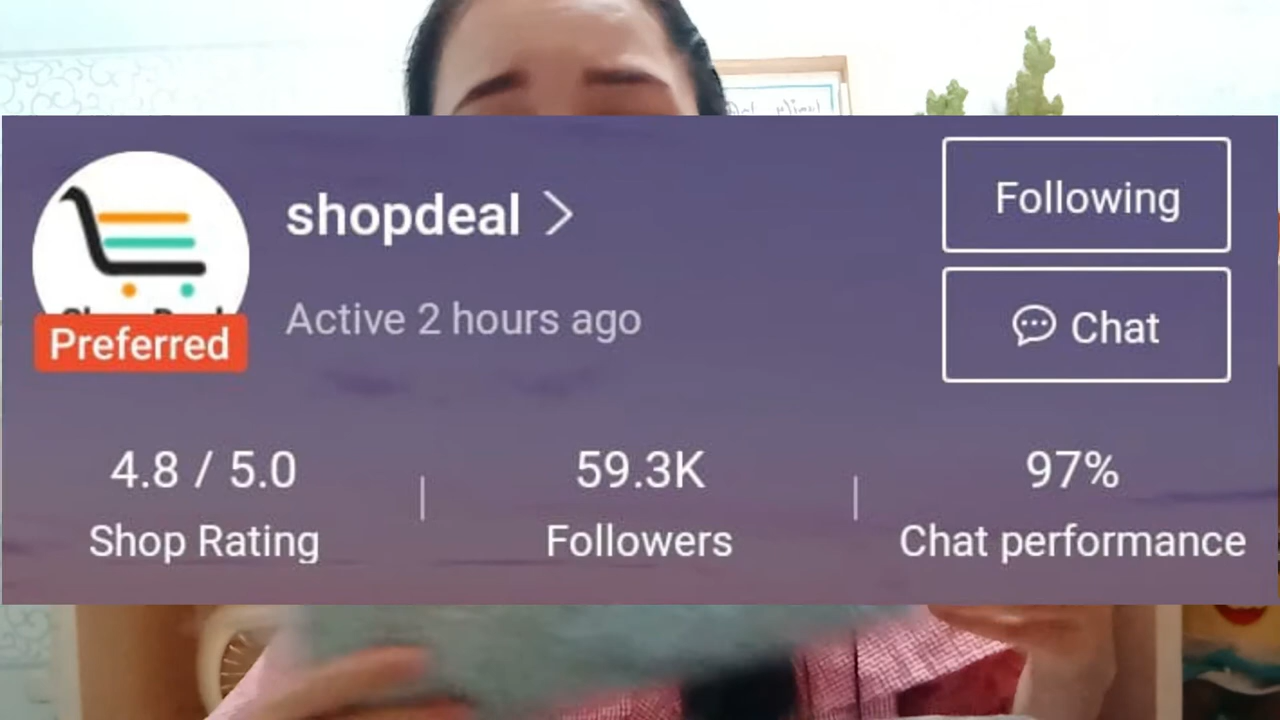 shopdeal
Active 2 hours ago
Following
Chat
Preferred
4.8 / 5.0
Shop Rating
59.3K
Followers
97%
Chat performance